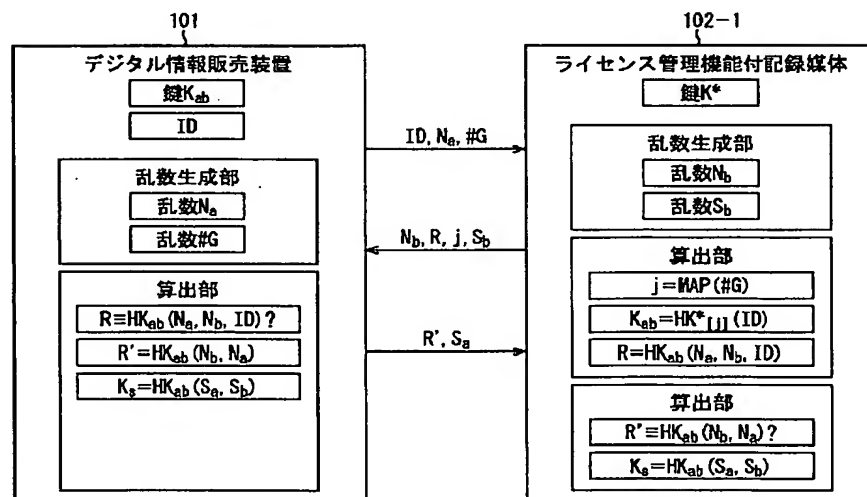 101
デジタル情報販売装置
鍵Kab
ID
乱数生成部
乱数Na
乱数#G
算出部
R≡HKab(Na, Nb, ID)?
R'=HKab(Nb, Na)
Ks=HKab(Sa, Sb)
ID, Na, #G
Nb, R, j, Sb
R', Sa
102-1
ライセンス管理機能付記録媒体
鍵K*
乱数生成部
乱数Nb
乱数Sb
算出部
j=MAP(#G)
Kab=HK*[j](ID)
R=HKab(Na, Nb, ID)
算出部
R'≡HKab(Nb, Na)?
Ks=HKab(Sa, Sb)